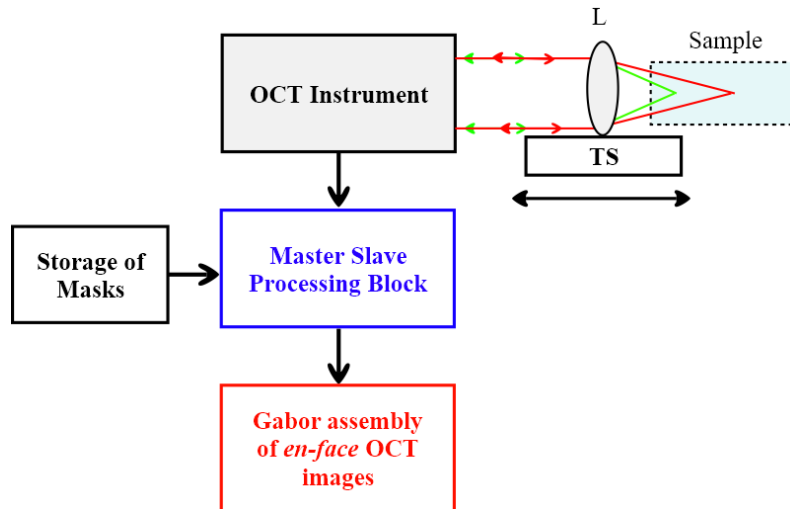 L
Sample
OCT Instrument
TS
Storage of
Masks
Master Slave
Processing Block
Gabor assembly
of en-face OCT
images